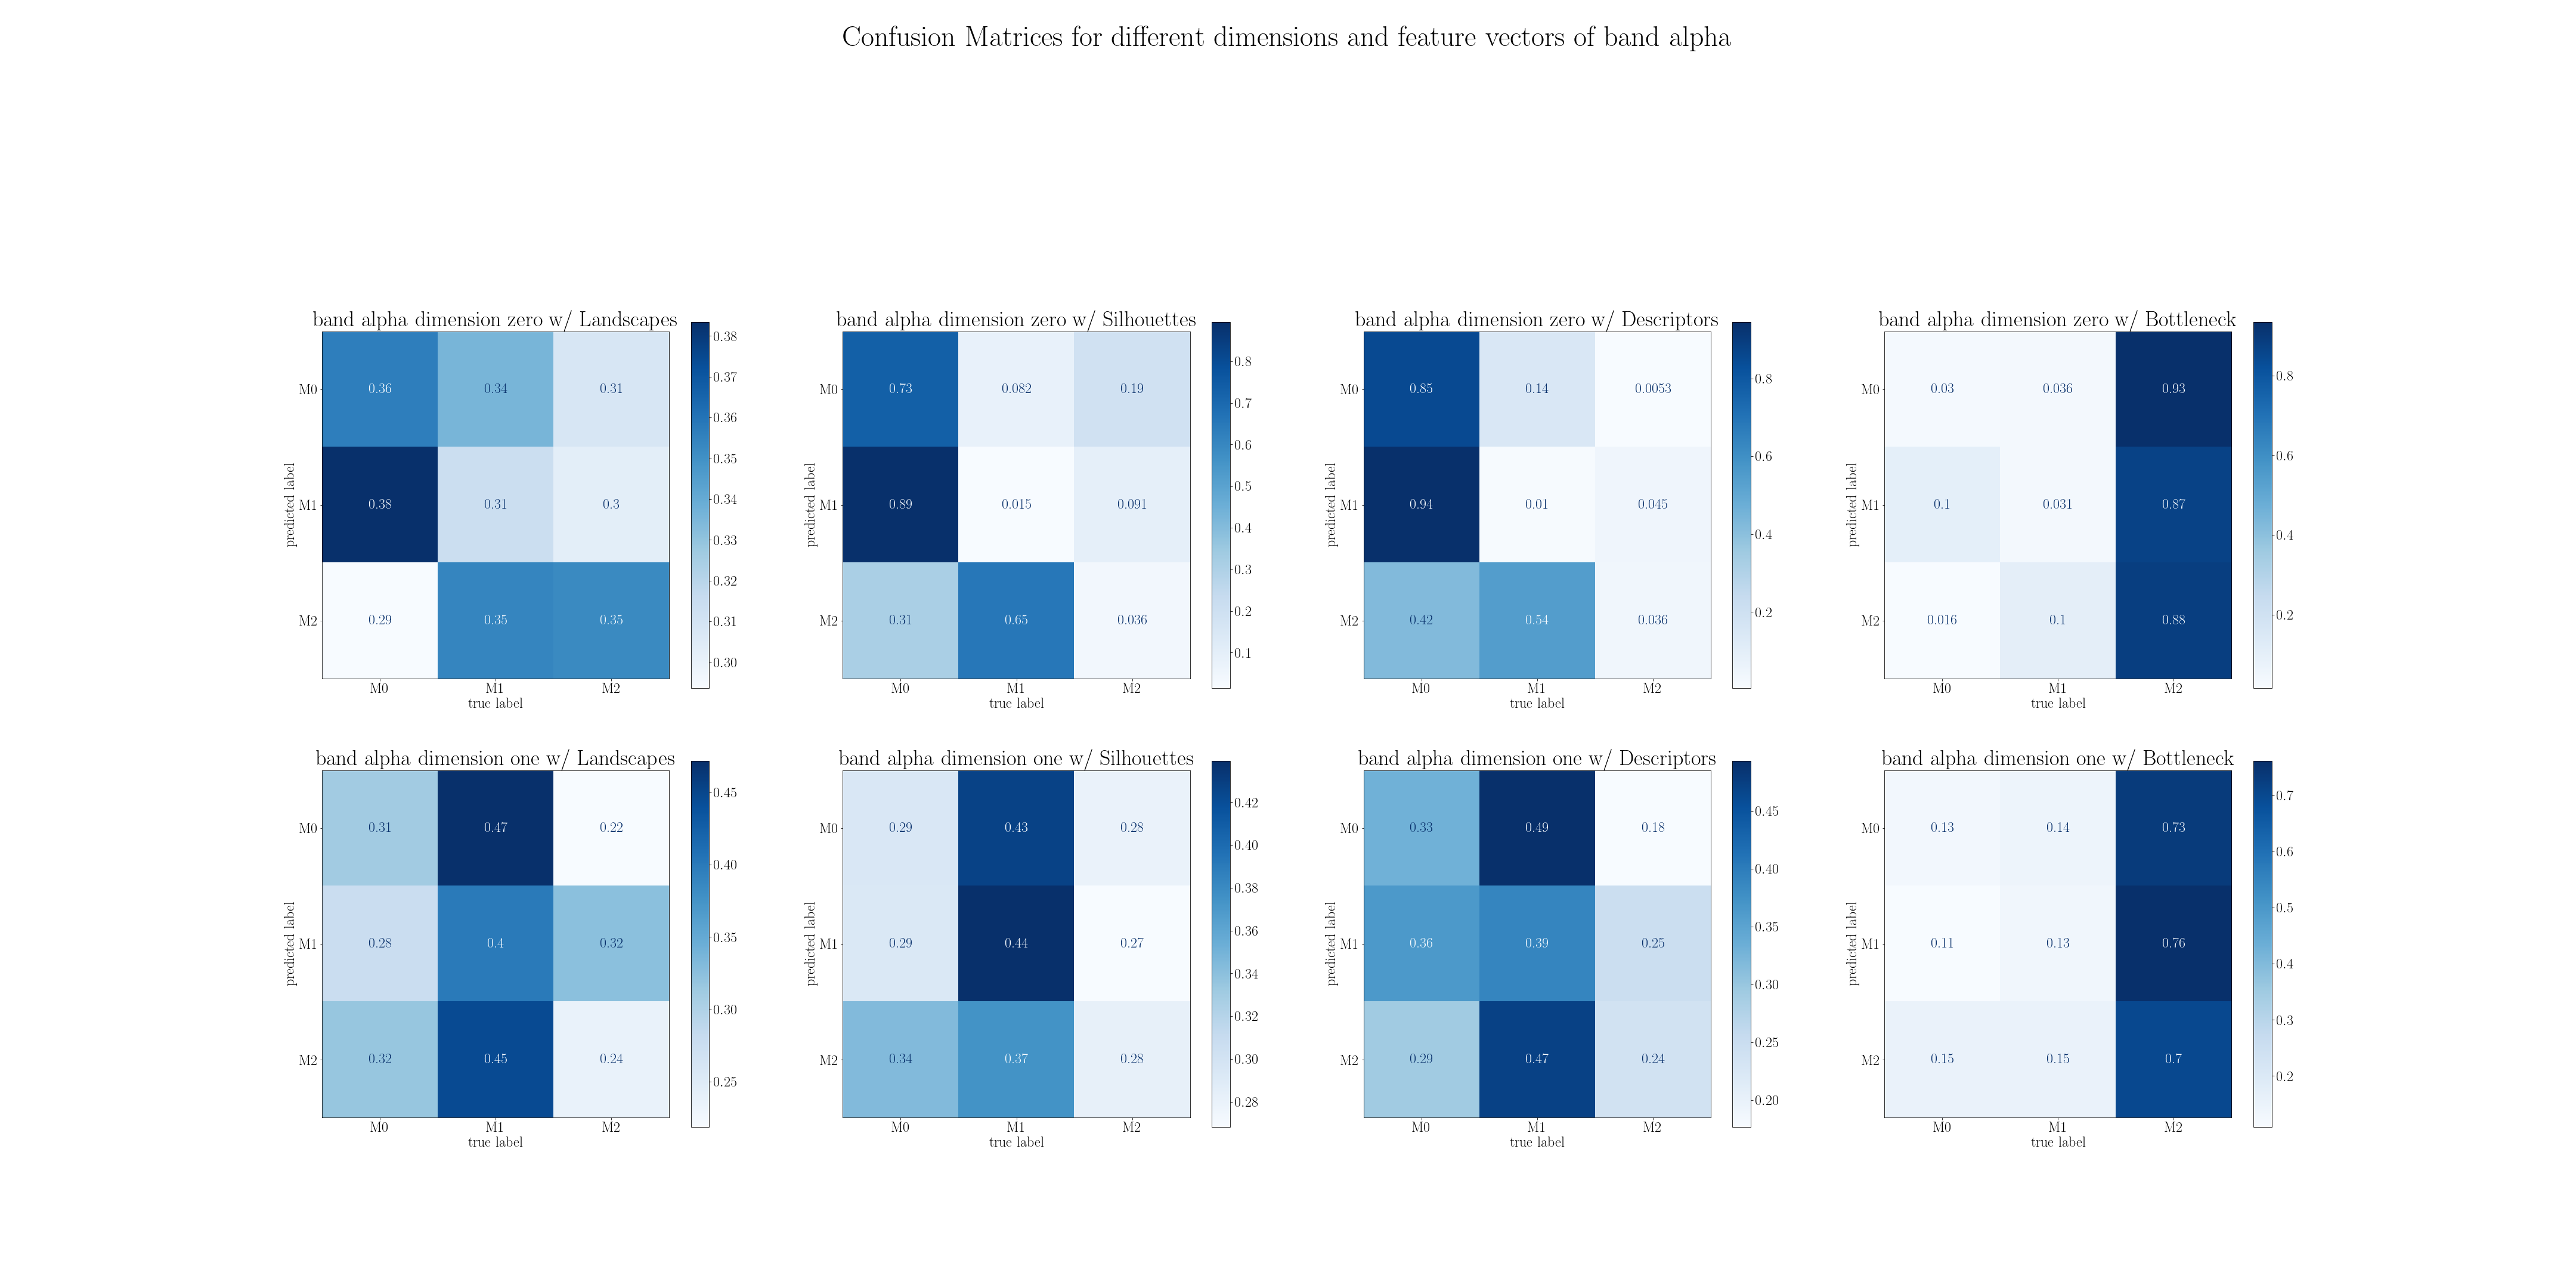 Confusion Matrices for different dimensions and feature vectors of band alpha
band alpha dimension zero w/ Landscapes
M0 0.36 0.34 0.31
M1 0.38 0.31 0.3
M2 0.29 0.35 0.35
M0 M1 M2
true label
predicted label
0.38
0.37
0.36
0.35
0.34
0.33
0.32
0.31
0.30
band alpha dimension zero w/ Silhouettes
M0 0.73 0.082 0.19
M1 0.89 0.015 0.091
M2 0.31 0.65 0.036
M0 M1 M2
true label
predicted label
0.8
0.7
0.6
0.5
0.4
0.3
0.2
0.1
band alpha dimension zero w/ Descriptors
M0 0.85 0.14 0.0053
M1 0.94 0.01 0.045
M2 0.42 0.54 0.036
M0 M1 M2
true label
predicted label
0.8
0.6
0.4
0.2
band alpha dimension zero w/ Bottleneck
M0 0.03 0.036 0.93
M1 0.1 0.031 0.87
M2 0.016 0.1 0.88
M0 M1 M2
true label
predicted label
0.8
0.6
0.4
0.2
band alpha dimension one w/ Landscapes
M0 0.31 0.47 0.22
M1 0.28 0.4 0.32
M2 0.32 0.45 0.24
M0 M1 M2
true label
predicted label
0.45
0.40
0.35
0.30
0.25
band alpha dimension one w/ Silhouettes
M0 0.29 0.43 0.28
M1 0.29 0.44 0.27
M2 0.34 0.37 0.28
M0 M1 M2
true label
predicted label
0.42
0.40
0.38
0.36
0.34
0.32
0.30
0.28
band alpha dimension one w/ Descriptors
M0 0.33 0.49 0.18
M1 0.36 0.39 0.25
M2 0.29 0.47 0.24
M0 M1 M2
true label
predicted label
0.45
0.40
0.35
0.30
0.25
0.20
band alpha dimension one w/ Bottleneck
M0 0.13 0.14 0.73
M1 0.11 0.13 0.76
M2 0.15 0.15 0.7
M0 M1 M2
true label
predicted label
0.7
0.6
0.5
0.4
0.3
0.2